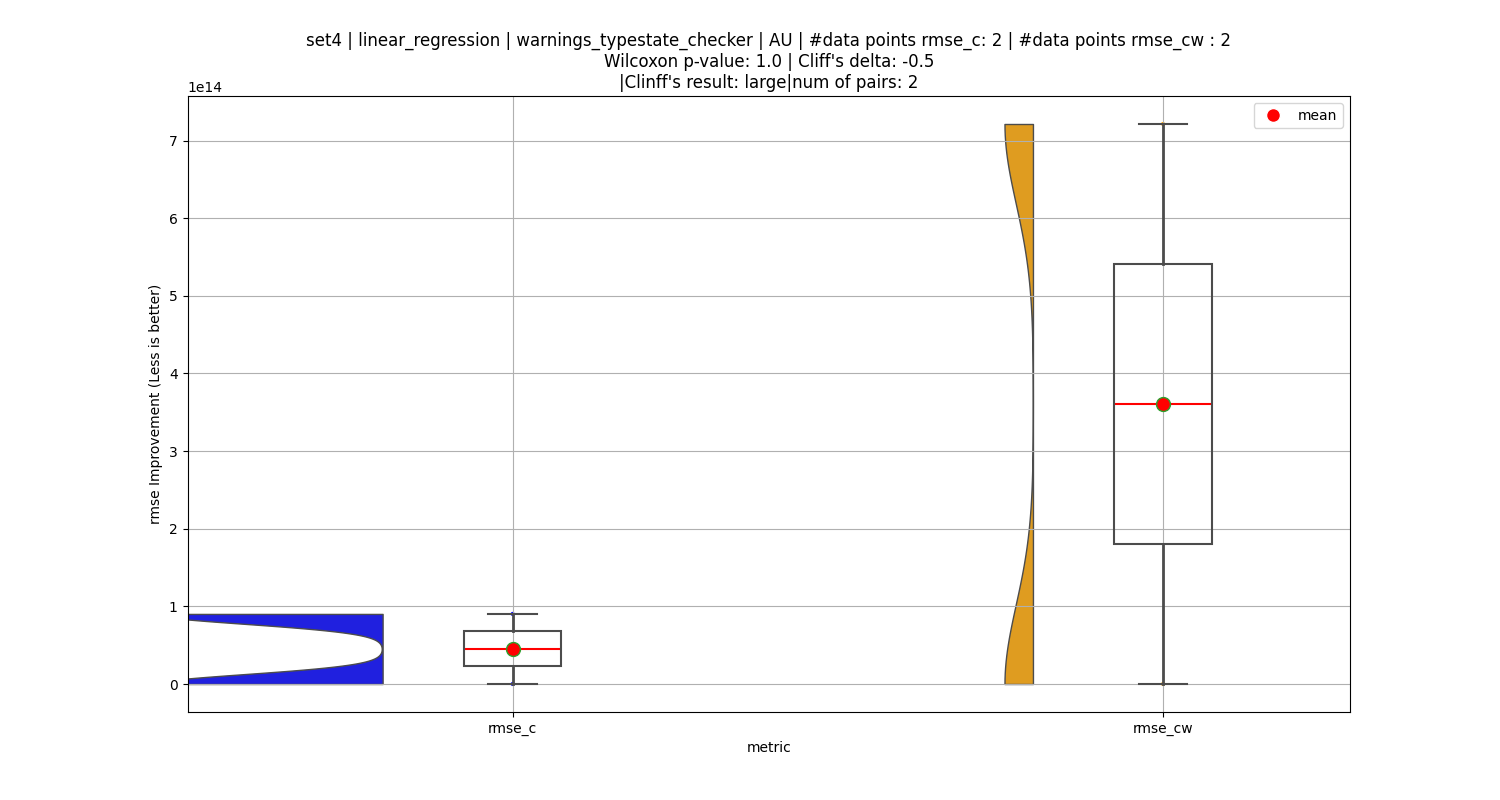 set4 | linear_regression | warnings_typestate_checker | AU | #data points rmse_c: 2 | #data points rmse_cw : 2
Wilcoxon p-value: 1.0 | Cliff's delta: -0.5
|Clinff's result: large|num of pairs: 2
1e14
mean
7
6
5
4
3
2
1
0
rmse Improvement (Less is better)
rmse_c
rmse_cw
metric